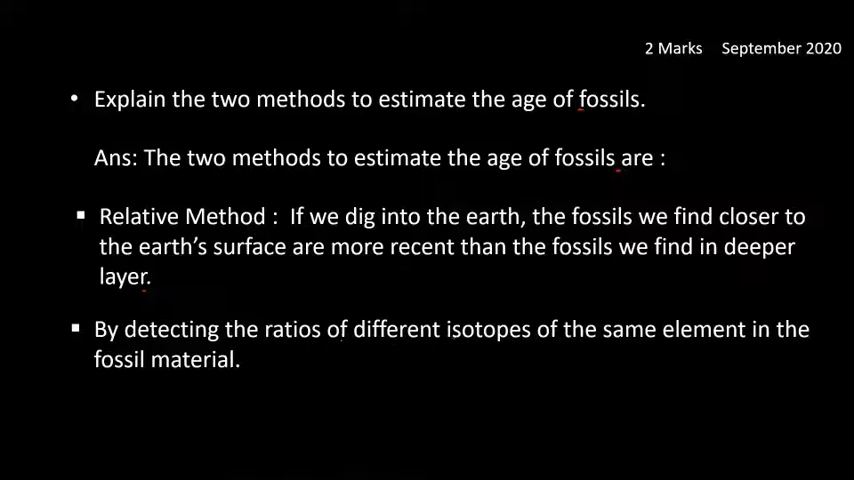 2 Marks September 2020
• Explain the two methods to estimate the age of fossils.
Ans: The two methods to estimate the age of fossils are :
▪ Relative Method : If we dig into the earth, the fossils we find closer to
the earth’s surface are more recent than the fossils we find in deeper
layer.
▪ By detecting the ratios of different isotopes of the same element in the
fossil material.